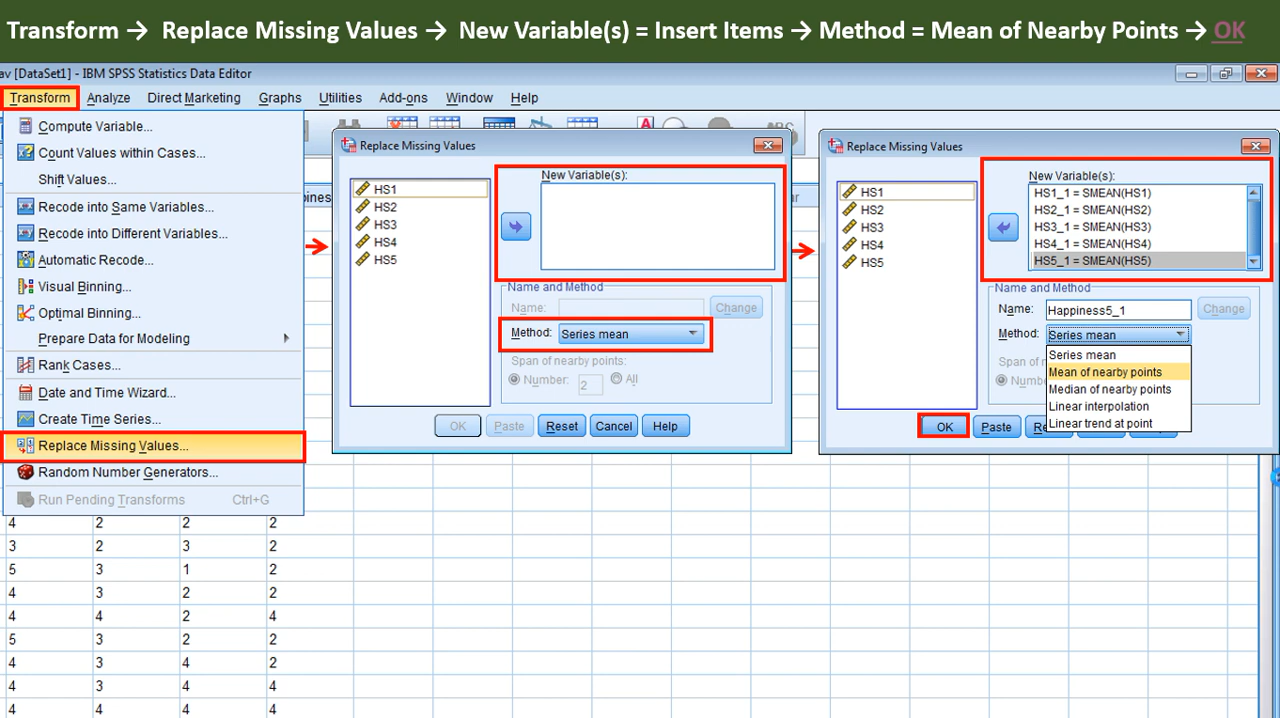 Transform → Replace Missing Values → New Variable(s) = Insert Items → Method = Mean of Nearby Points → OK
av [DataSet1] - IBM SPSS Statistics Data Editor
Transform Analyze Direct Marketing Graphs Utilities Add-ons Window Help
Compute Variable...
Count Values within Cases...
Shift Values...
Recode into Same Variables...
Recode into Different Variables...
Automatic Recode...
Visual Binning...
Optimal Binning...
Prepare Data for Modeling
Rank Cases...
Date and Time Wizard...
Create Time Series...
Replace Missing Values...
Random Number Generators...
Run Pending Transforms Ctrl+G
Replace Missing Values
HS1
HS2
HS3
HS4
HS5
New Variable(s):
Name and Method
Name: Change
Method: Series mean
Span of nearby points:
Number: 2 All
OK Paste Reset Cancel Help
Replace Missing Values
HS1
HS2
HS3
HS4
HS5
New Variable(s):
HS1_1 = SMEAN(HS1)
HS2_1 = SMEAN(HS2)
HS3_1 = SMEAN(HS3)
HS4_1 = SMEAN(HS4)
HS5_1 = SMEAN(HS5)
Name and Method
Name: Happiness5_1 Change
Method: Series mean
Series mean
Mean of nearby points
Median of nearby points
Linear interpolation
Linear trend at point
Span of n
Numb
OK Paste Re
4 2 2 2
3 2 3 2
5 3 1 2
4 3 2 2
4 4 2 4
5 3 2 2
4 3 4 2
4 3 4 4
4 4 4 4